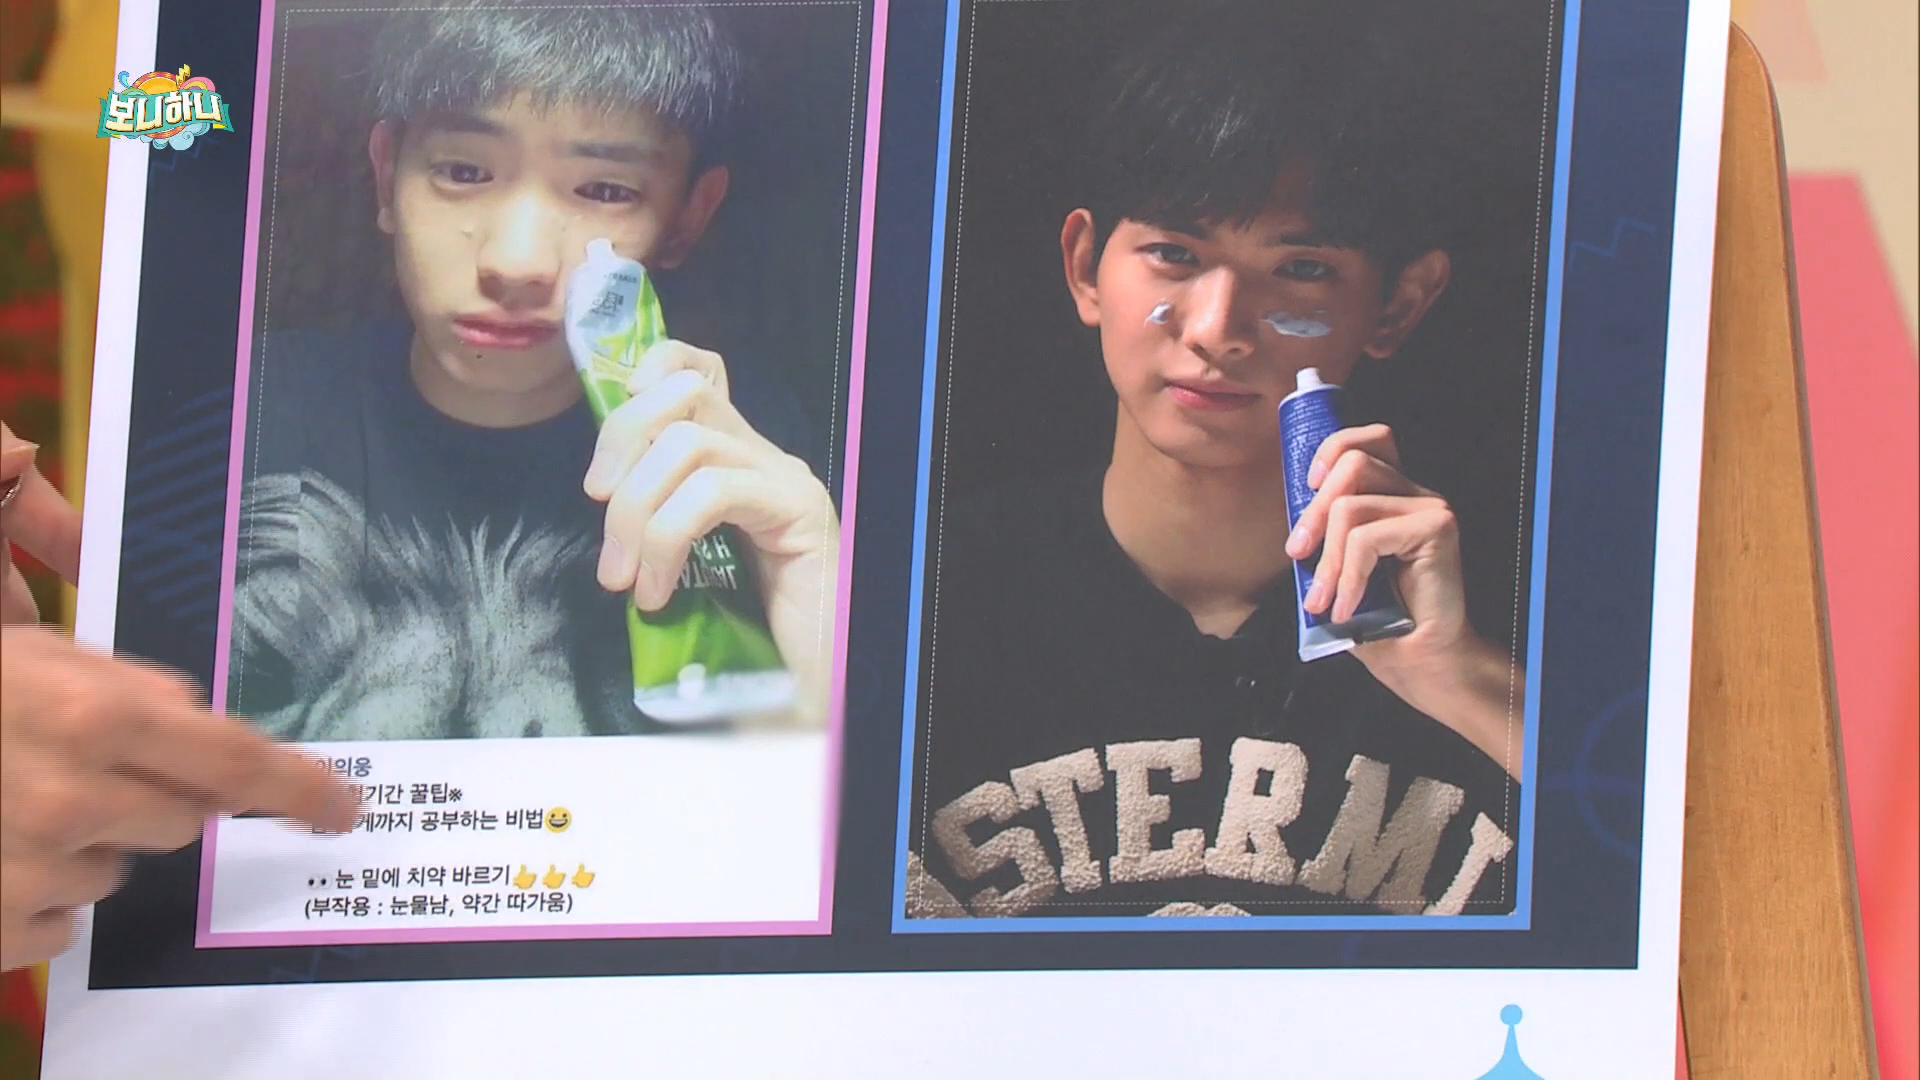 보니하니
의웅
기간 꿀팁※
게까지 공부하는 비법😀
👀눈 밑에 치약 바르기👍👍👍
(부작용 : 눈물남, 약간 따가움)
STERMI